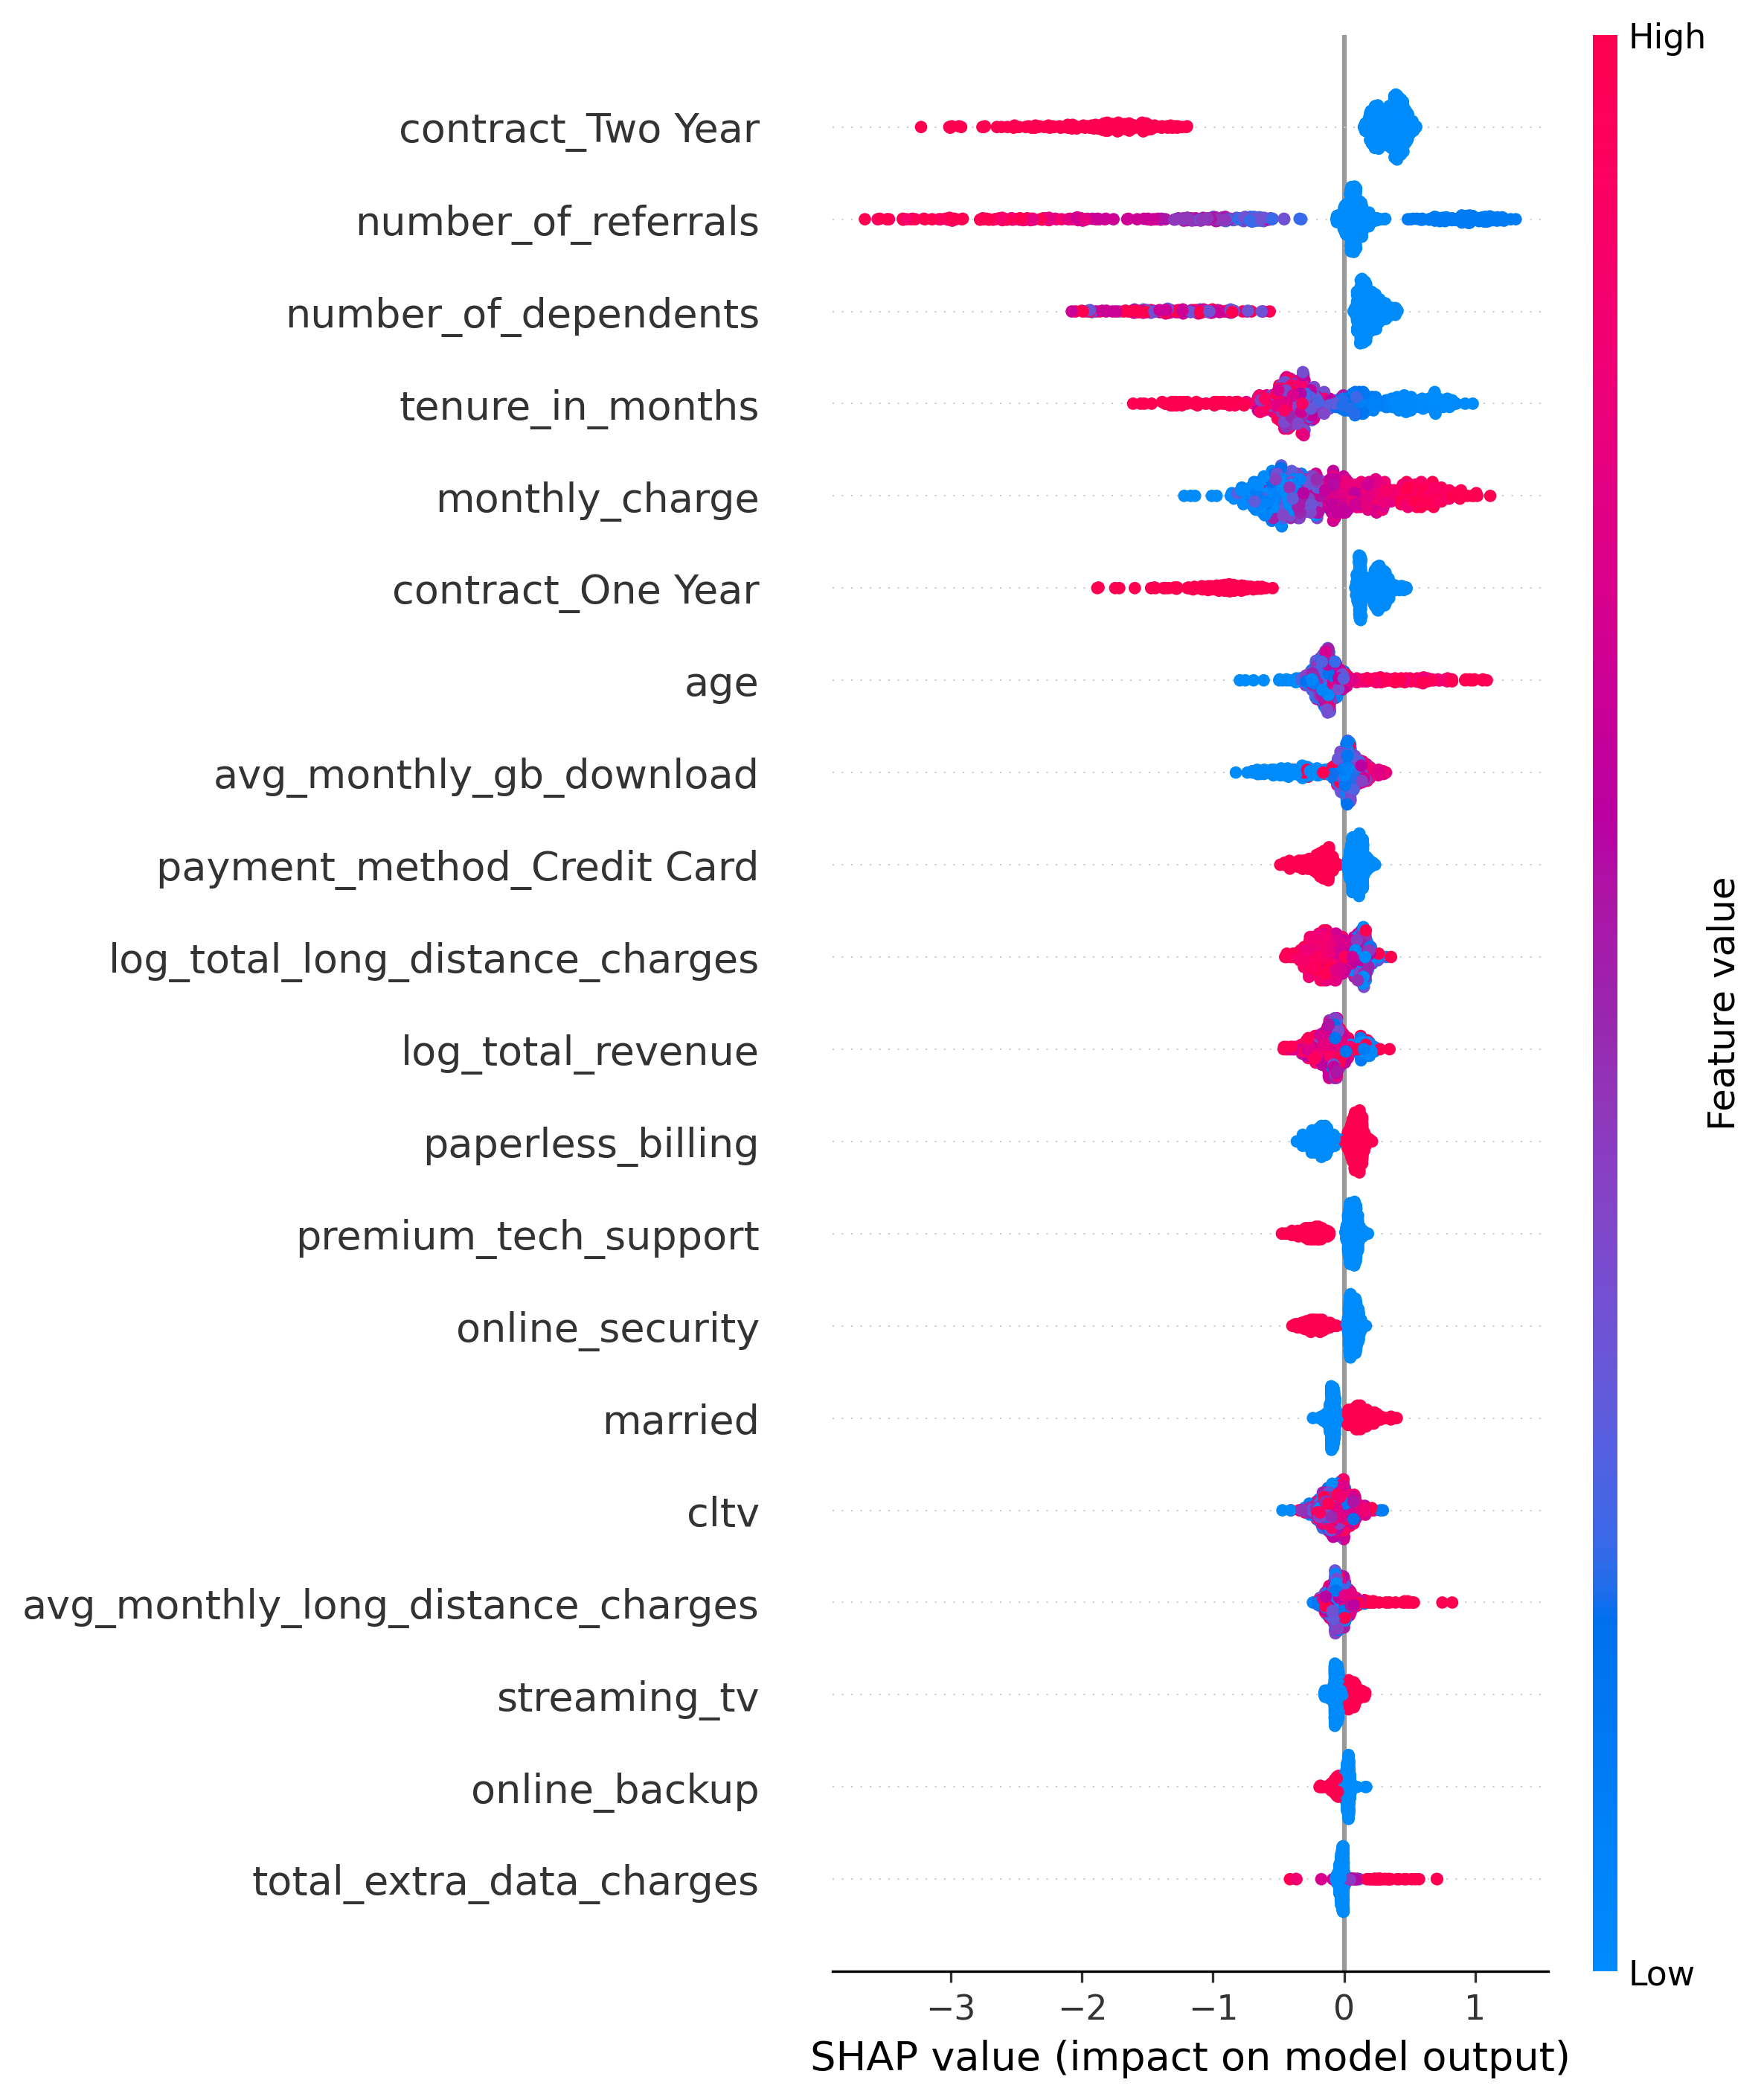 High
contract_Two Year
number_of_referrals
number_of_dependents
tenure_in_months
monthly_charge
contract_One Year
age
avg_monthly_gb_download
payment_method_Credit Card
log_total_long_distance_charges
log_total_revenue
paperless_billing
premium_tech_support
online_security
married
cltv
avg_monthly_long_distance_charges
streaming_tv
online_backup
total_extra_data_charges
Feature value
Low
−3 −2 −1 0 1
SHAP value (impact on model output)